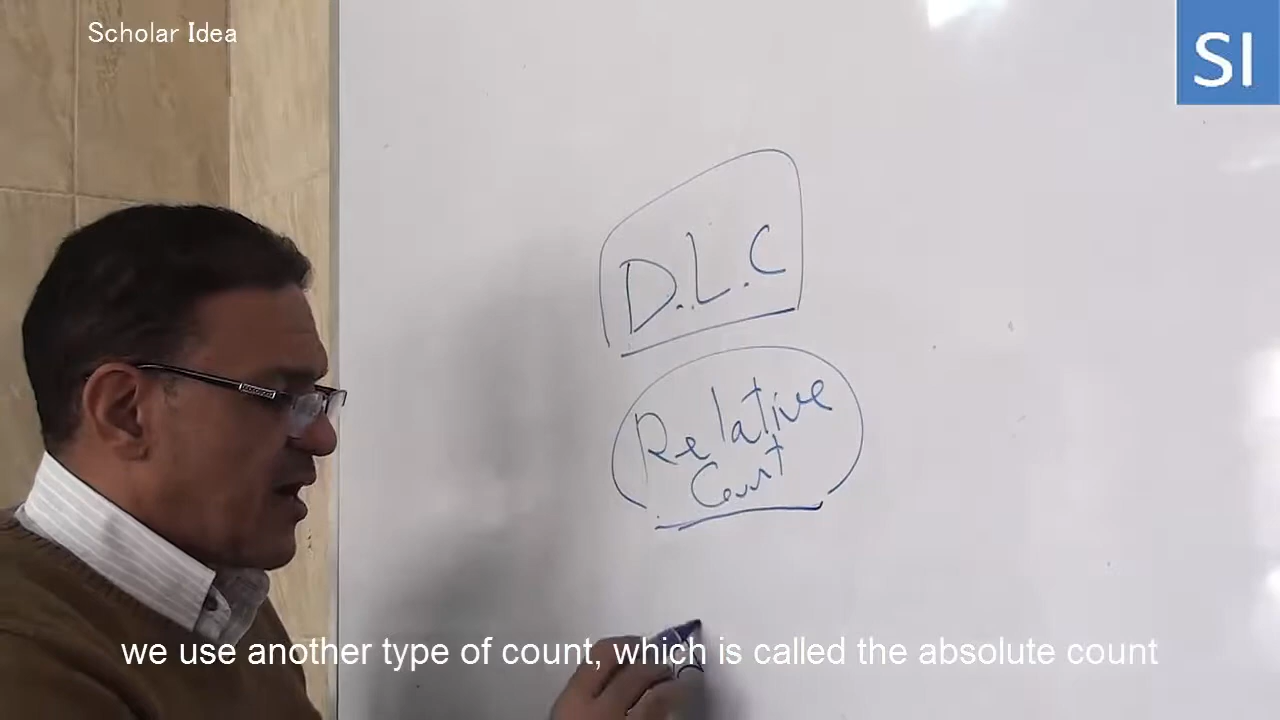 Scholar Idea
SI
D.L.C
Relative
Count
we use another type of count, which is called the absolute count